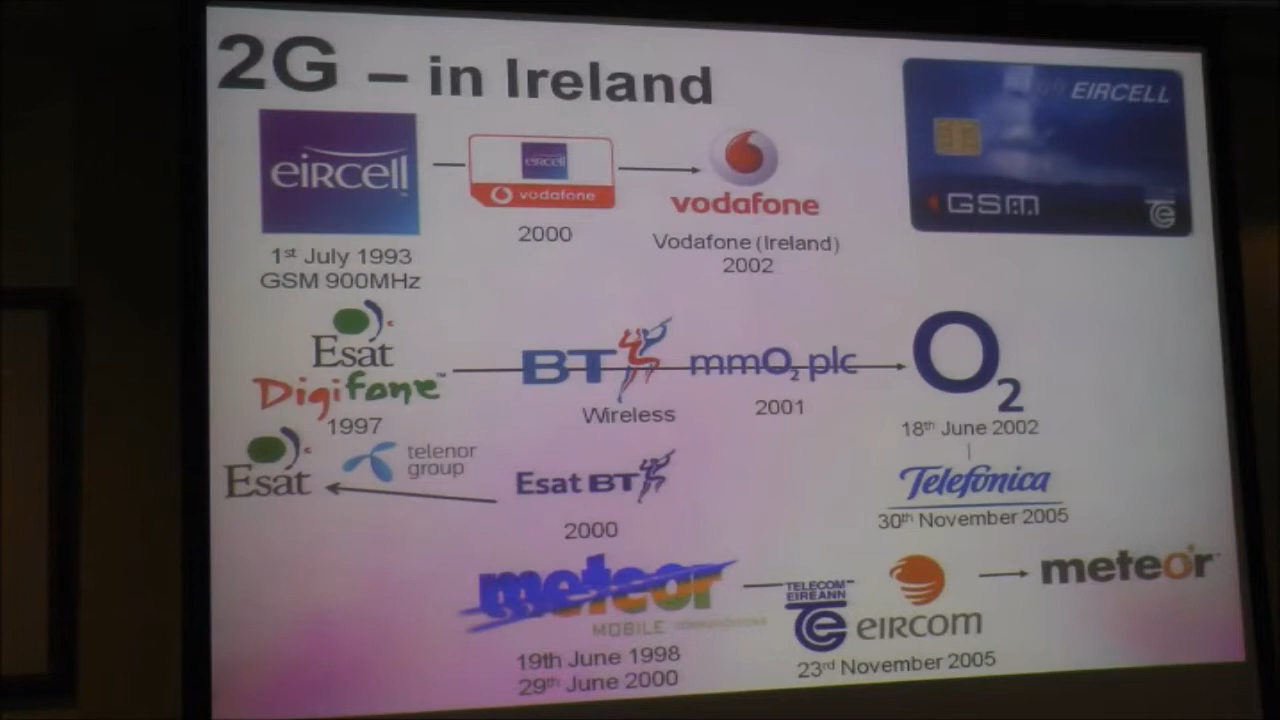 2G – in Ireland
EIRCELL
GSM
eircell
eircell
vodafone
vodafone
1st July 1993
GSM 900MHz
2000
Vodafone (Ireland)
2002
Esat
Digifone™
1997
BT
Wireless
mmO2 plc
2001
O2
18th June 2002
Esat
telenor
group
Esat BT
2000
Telefónica
30th November 2005
meteor
MOBILE
19th June 1998
29th June 2000
TELECOM
EIREANN
eircom
23rd November 2005
meteor